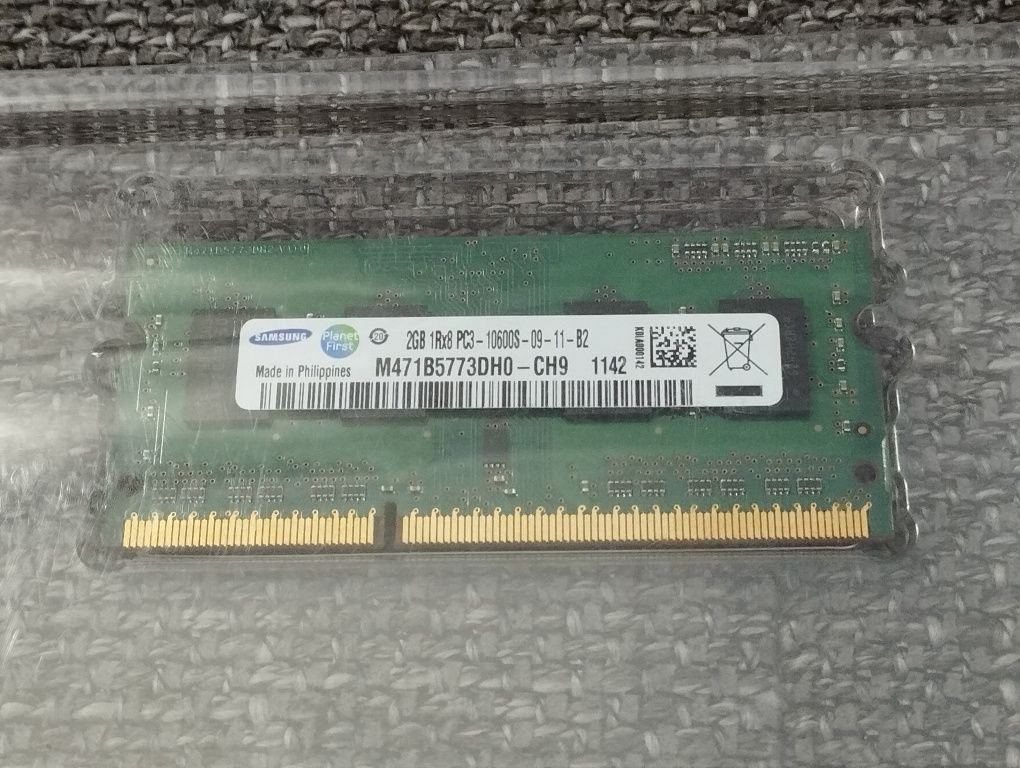 SAMSUNG
Planet First
2GB 1Rx8 PC3-10600S-09-11-B2
Made in Philippines
M471B5773DH0-CH9 1142